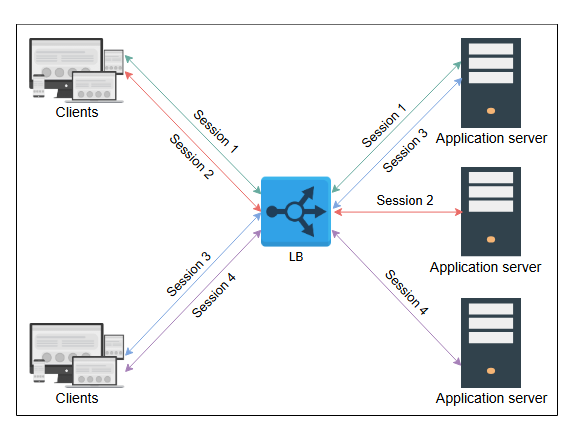 Clients
Session 1
Session 2
Session 1
Session 3
Application server
Session 2
LB
Application server
Session 3
Session 4
Session 4
Clients
Application server